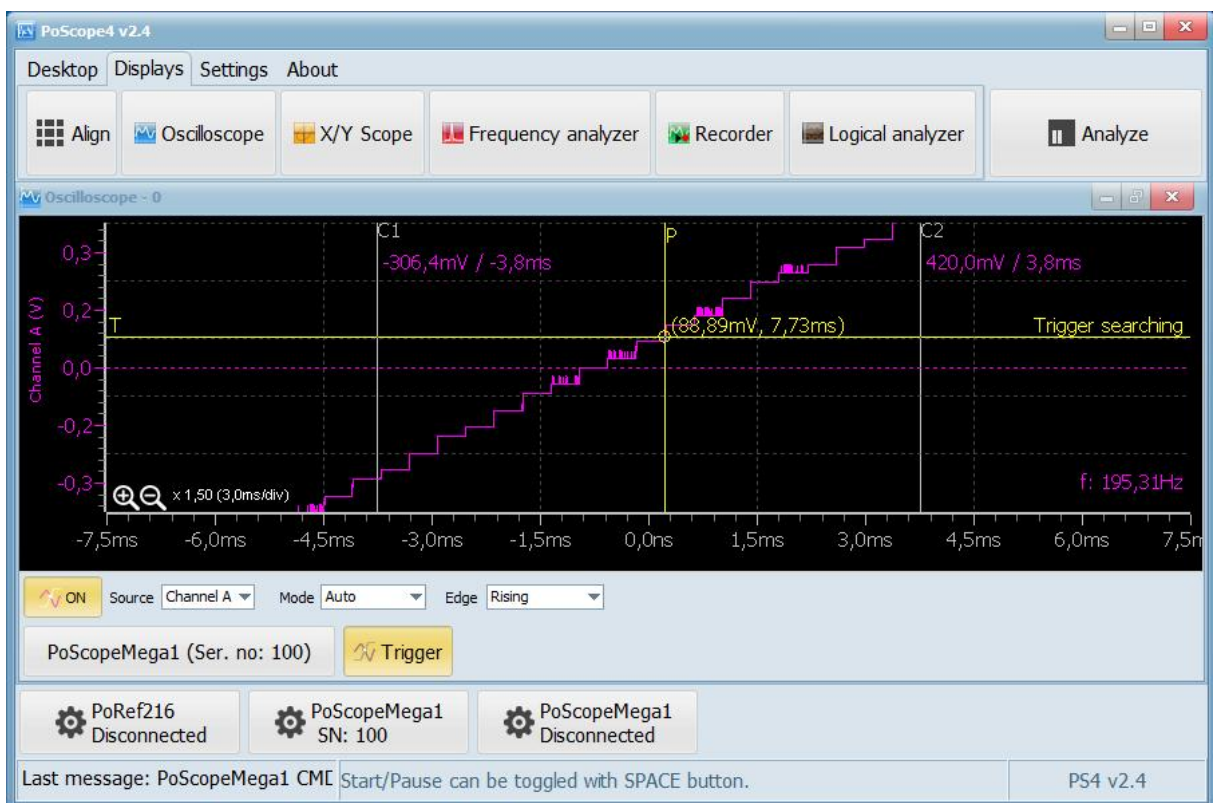 PoScope4 v2.4
Desktop Displays Settings About
Align Oscilloscope X/Y Scope Frequency analyzer Recorder Logical analyzer Analyze
Oscilloscope - 0
C1 p C2
0,3 -306,4mV / -3,8ms 420,0mV / 3,8ms
0,2 T (88,89mV, 7,73ms) Trigger searching
Channel A (V)
0,0
-0,2
-0,3 x 1,50 (3,0ms/div) f: 195,31Hz
-7,5ms -6,0ms -4,5ms -3,0ms -1,5ms 0,0ns 1,5ms 3,0ms 4,5ms 6,0ms 7,5m
ON Source Channel A Mode Auto Edge Rising
PoScopeMega1 (Ser. no: 100) Trigger
PoRef216 PoScopeMega1 PoScopeMega1
Disconnected SN: 100 Disconnected
Last message: PoScopeMega1 CMD Start/Pause can be toggled with SPACE button. PS4 v2.4